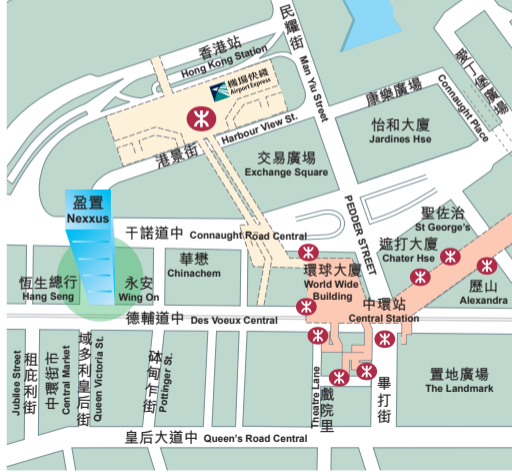 民耀街
Man Yiu Street
香港站
Hong Kong Station
機場快綫
Airport Express
愛丁堡廣場
Connaught Place
康樂廣場
Harbour View St.
港景街
怡和大廈
Jardines Hse
交易廣場
Exchange Square
盈置
Nexxus
PEDDER STREET
聖佐治
St George's
干諾道中 Connaught Road Central
遮打大廈
Chater Hse
華懋
Chinachem
環球大廈
World Wide
Building
恆生總行
Hang Seng
永安
Wing On
歷山
Alexandra
中環站
Central Station
德輔道中 Des Voeux Central
Jubilee Street
租庇利街
中環街市
Central Market
域多利皇后街
Queen Victoria St.
砵甸乍街
Pottinger St.
Theatre Lane
戲院里
畢打街
置地廣場
The Landmark
皇后大道中 Queen's Road Central